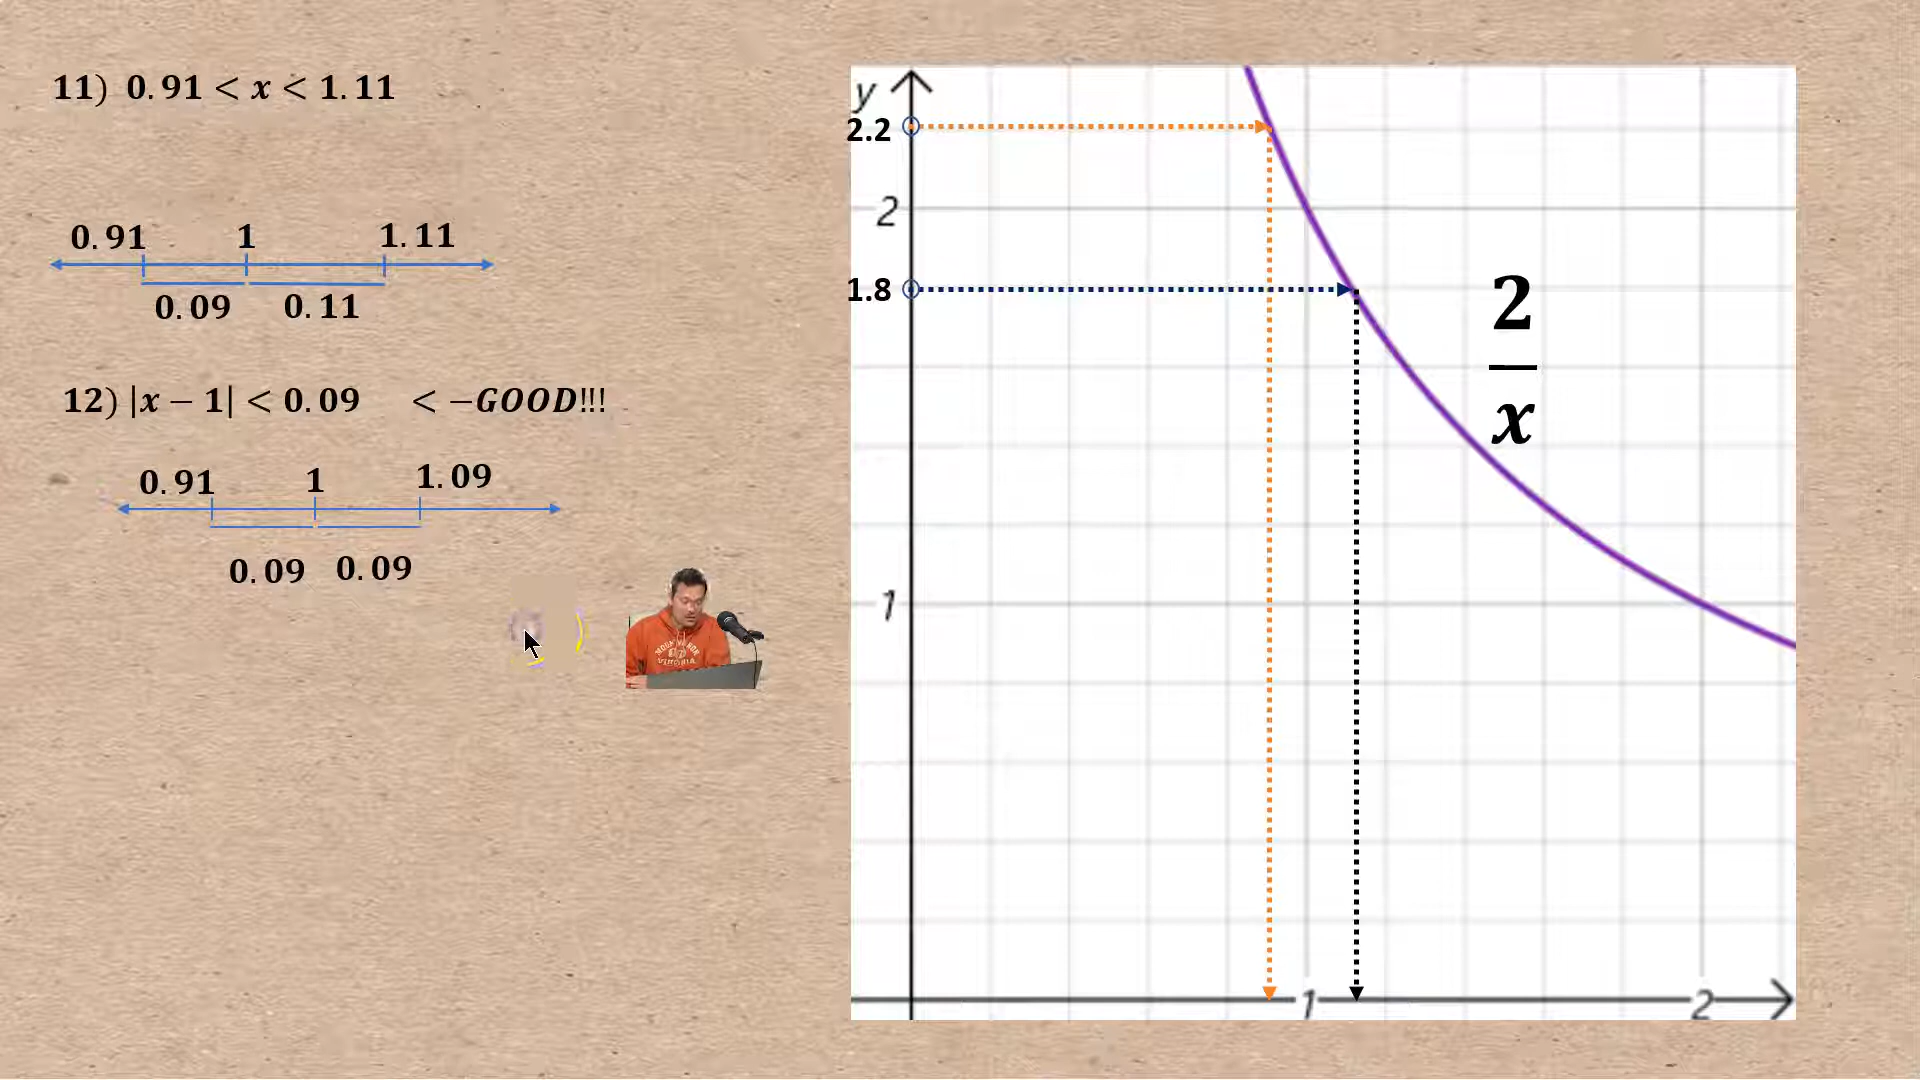 11) 0.91 < x < 1.11
0.91 1 1.11
0.09 0.11
12) |x − 1| < 0.09 < −GOOD!!!
0.91 1 1.09
0.09 0.09
VIRGINIA
y
2.2
2
1.8
1
2
x
1 2